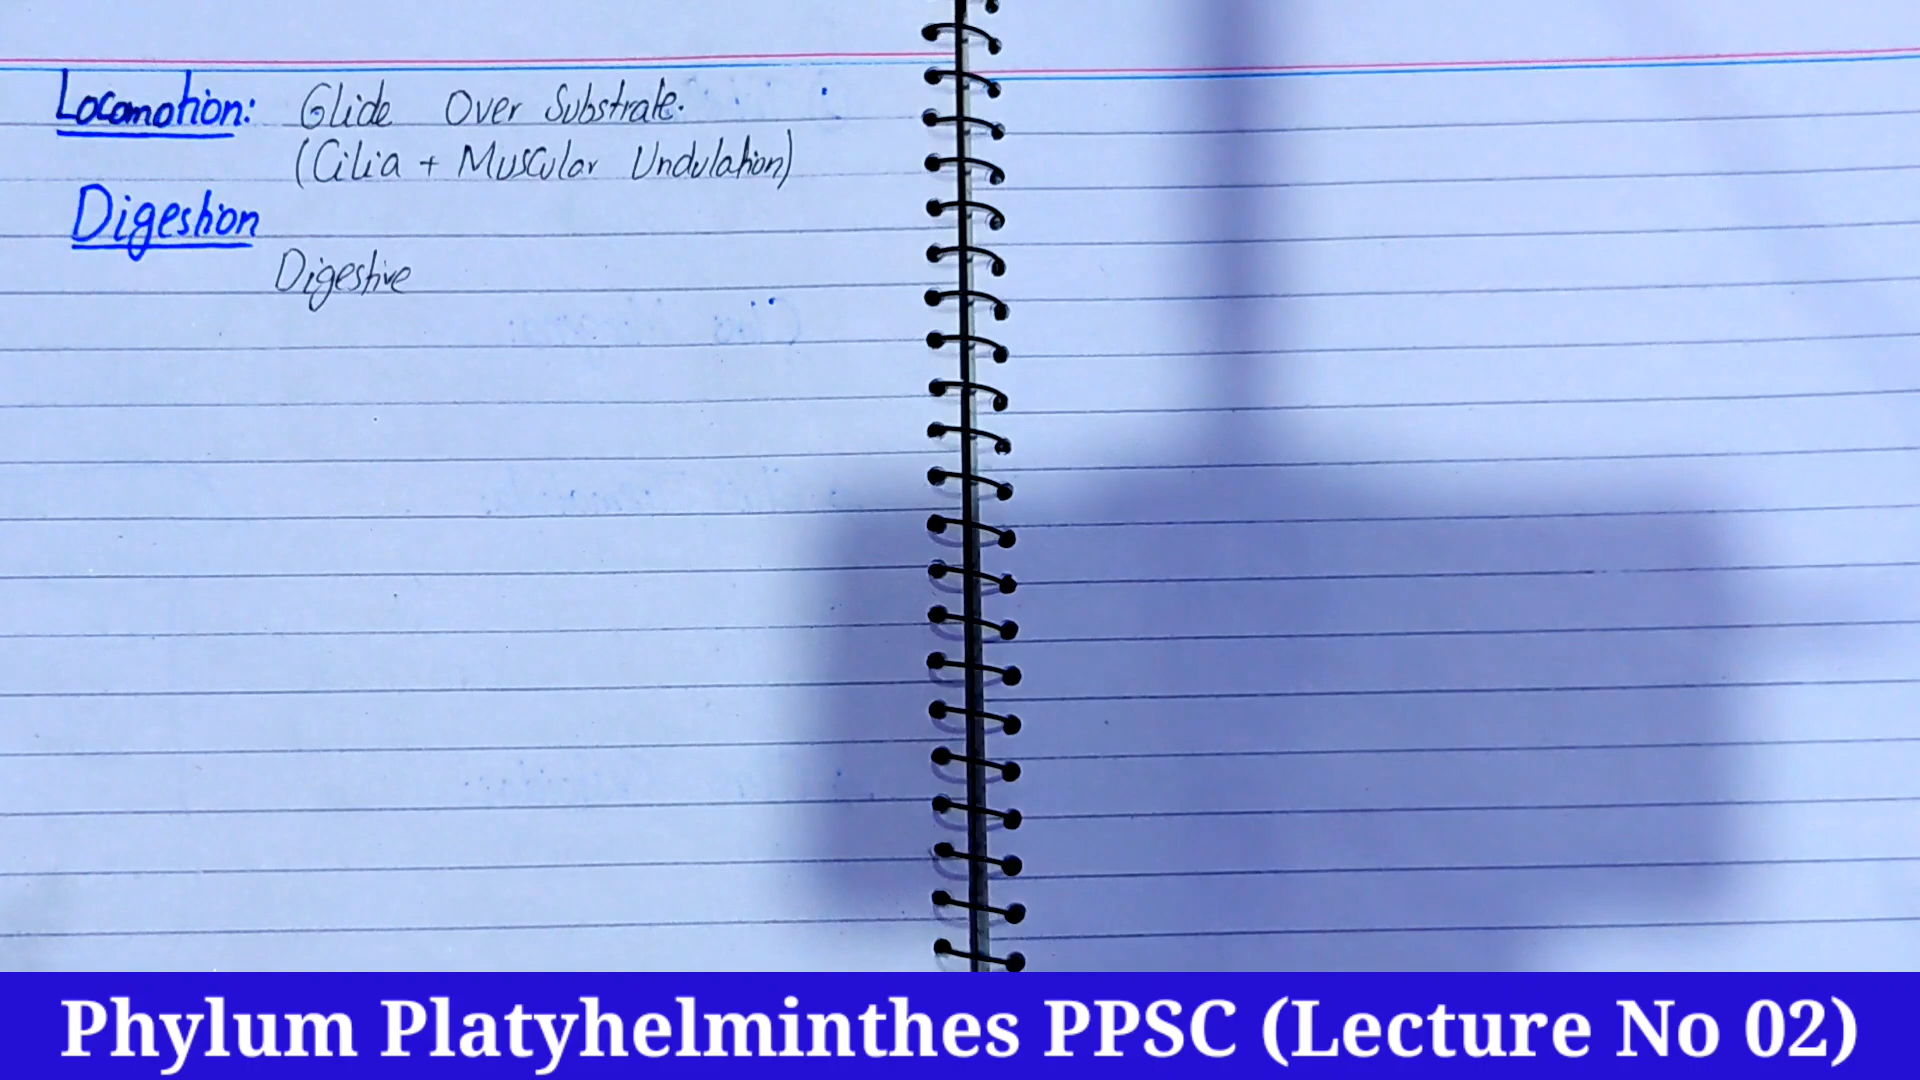 Locomotion: Glide Over Substrate.
(Cilia + Muscular Undulation)
Digestion
Digestive
Phylum Platyhelminthes PPSC (Lecture No 02)